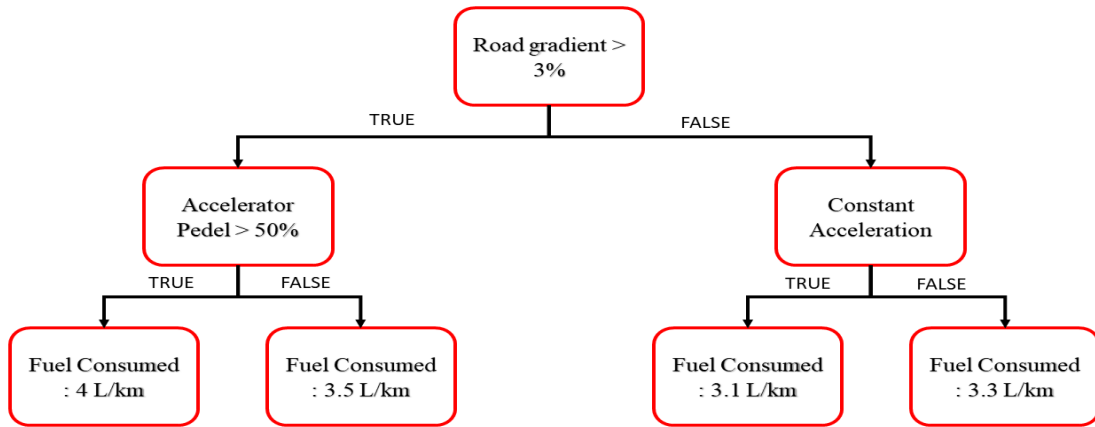 Road gradient >
3%
TRUE
FALSE
Accelerator
Pedel > 50%
Constant
Acceleration
TRUE
FALSE
TRUE
FALSE
Fuel Consumed
: 4 L/km
Fuel Consumed
: 3.5 L/km
Fuel Consumed
: 3.1 L/km
Fuel Consumed
: 3.3 L/km